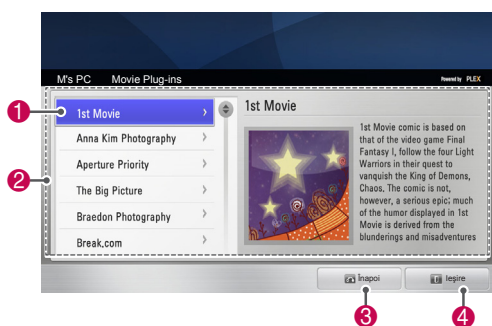 M's PC Movie Plug-ins
Powered by PLEX
1
1st Movie
2
Anna Kim Photography
Aperture Priority
The Big Picture
Braedon Photography
Break.com
1st Movie
1st Movie comic is based on
that of the video game Final
Fantasy I, follow the four Light
Warriors in their quest to
vanquish the King of Demons,
Chaos. The comic is not,
however, a serious epic; much
of the humor displayed in 1st
Movie is derived from the
blunderings and misadventures
Înapoi
Ieşire
3
4